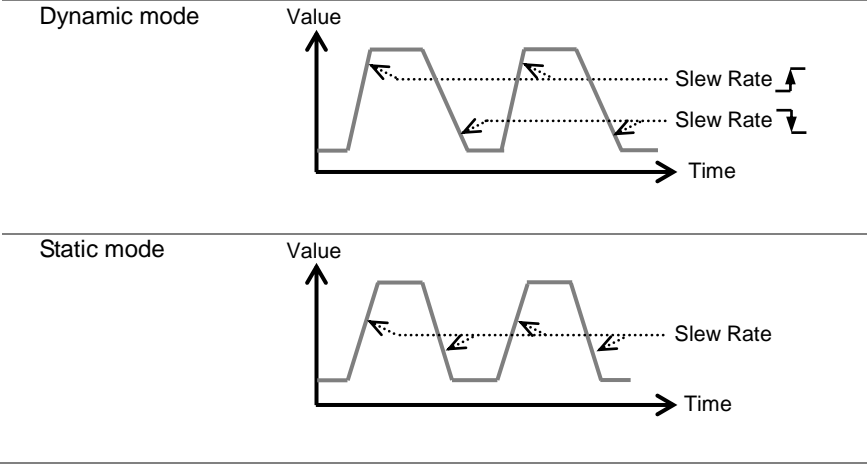 Dynamic mode
Value
Slew Rate
Slew Rate
Time
Static mode
Value
Slew Rate
Time